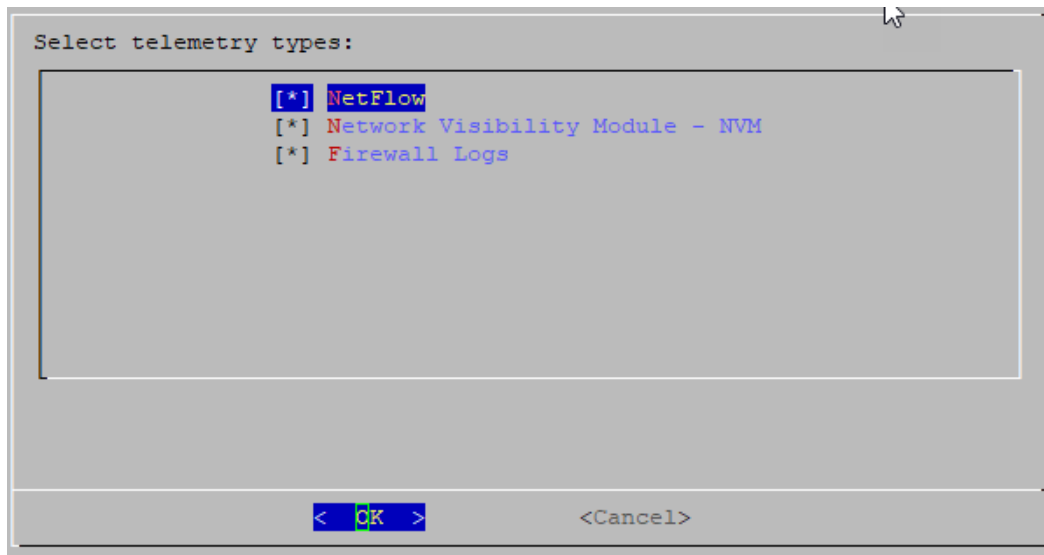 Select telemetry types:
[*] NetFlow
[*] Network Visibility Module - NVM
[*] Firewall Logs
< OK > <Cancel>